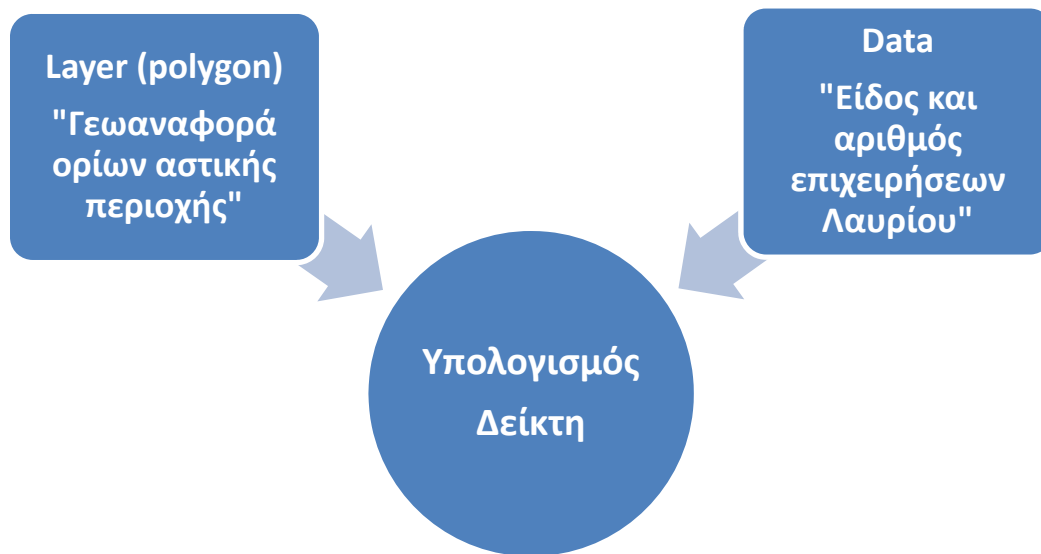 Layer (polygon)
"Γεωαναφορά
ορίων αστικής
περιοχής"
Data
"Είδος και
αριθμός
επιχειρήσεων
Λαυρίου"
Υπολογισμός
Δείκτη